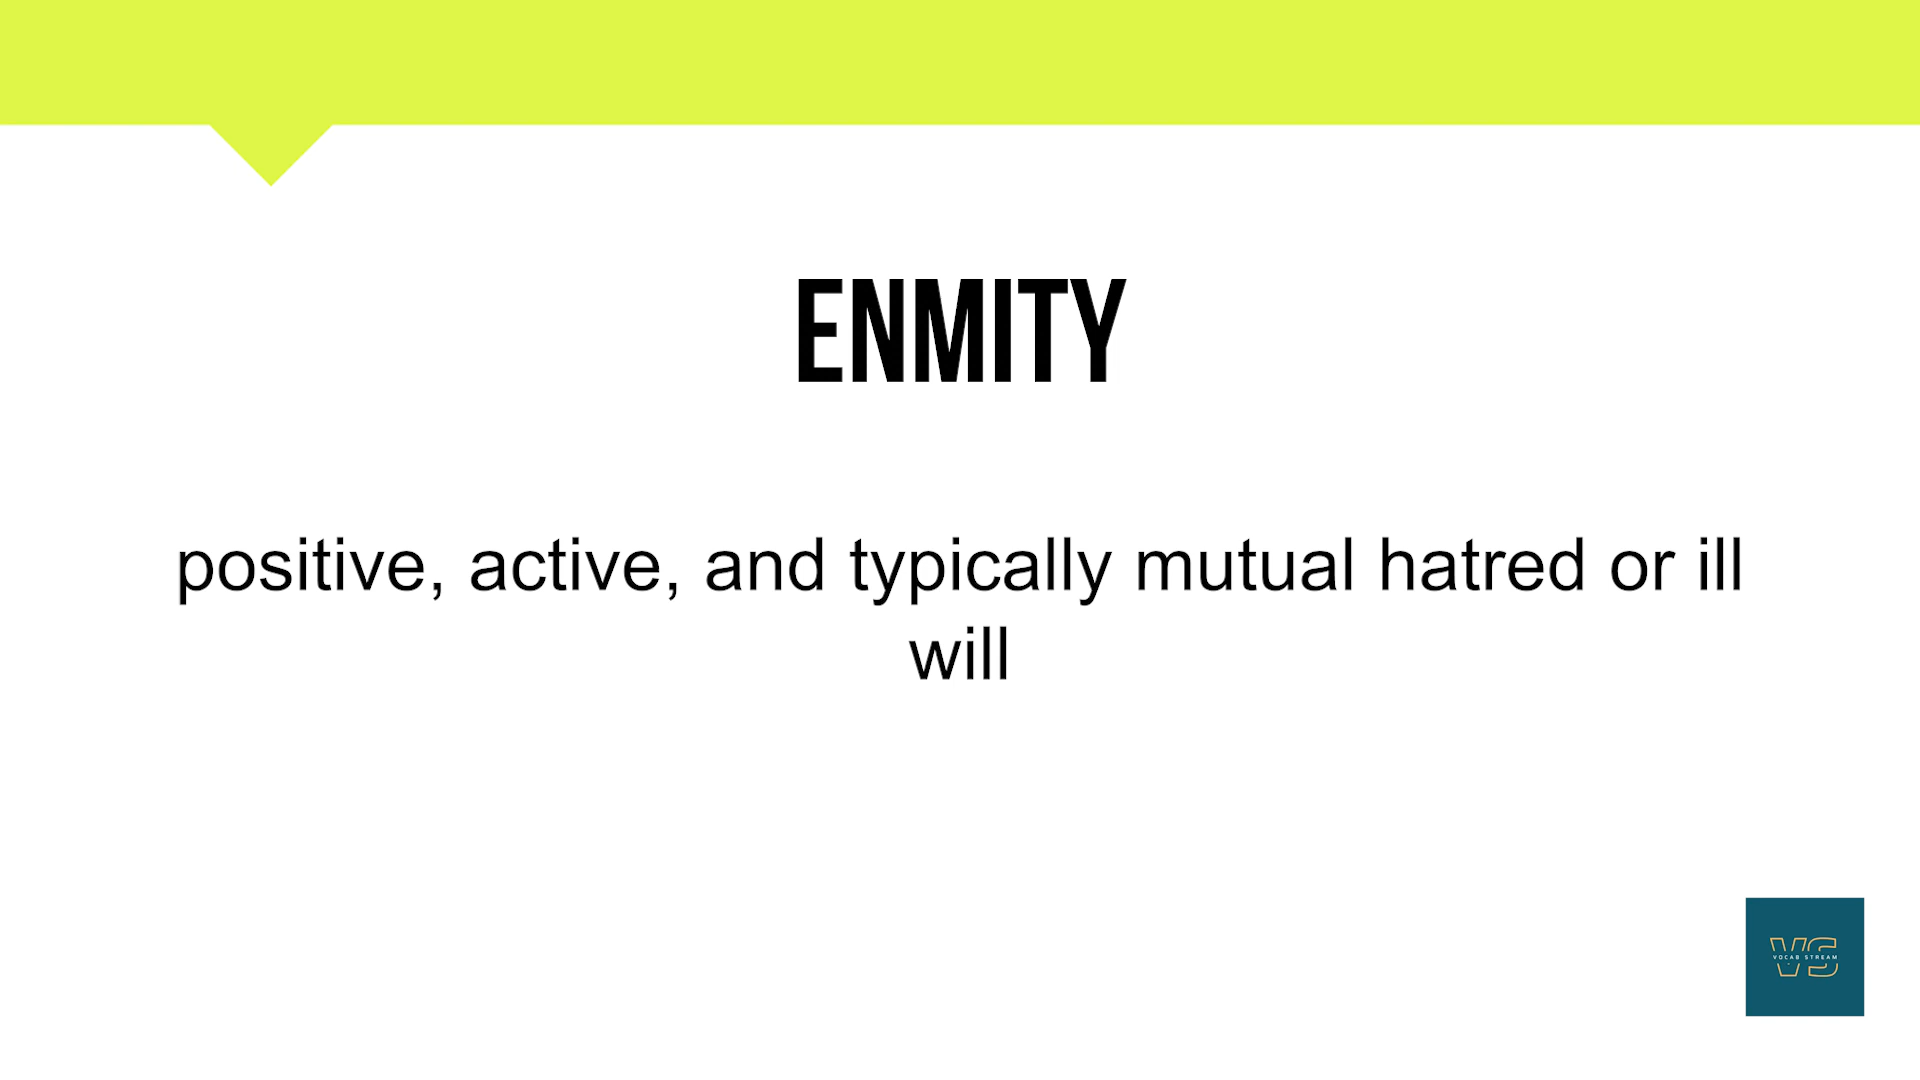 ENMITY
positive, active, and typically mutual hatred or ill
will
VS
VOCAB STREAM